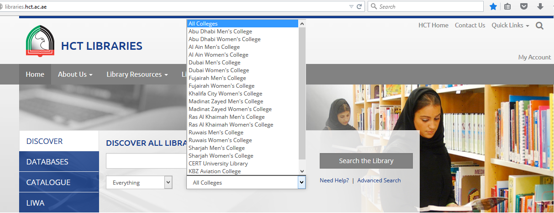 libraries.hct.ac.ae
Search
HCT Home
Contact Us
Quick Links
My Account
HCT LIBRARIES
Home
About Us
Library Resources
DISCOVER
DATABASES
CATALOGUE
LIWA
DISCOVER ALL LIBRA
All Colleges
Abu Dhabi Men's College
Abu Dhabi Women's College
Al Ain Men's College
Al Ain Women's College
Dubai Men's College
Dubai Women's College
Fujairah Men's College
Fujairah Women's College
Khalifa City Women's College
Madinat Zayed Men's College
Madinat Zayed Women's College
Ras Al Khaimah Men's College
Ras Al Khaimah Women's College
Ruwais Men's College
Ruwais Women's College
Sharjah Men's College
Sharjah Women's College
CERT University Library
KBZ Aviation College
Everything
All Colleges
Search the Library
Need Help?
|
Advanced Search